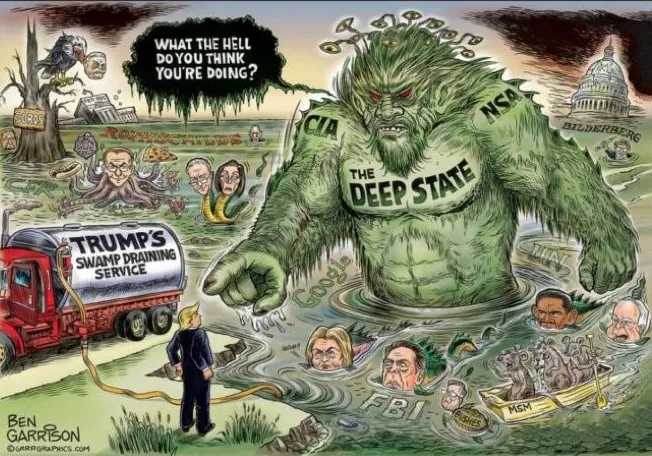 WHAT THE HELL
DO YOU THINK
YOU'RE DOING?
SOROS
ROTHSCHILDS
CIA
NSA
THE
DEEP STATE
BILDERBERG
TRUMP'S
SWAMP DRAINING
SERVICE
Google
UN
FBI
MSM
BEN
GARRISON
©GRRRGRAPHICS.COM